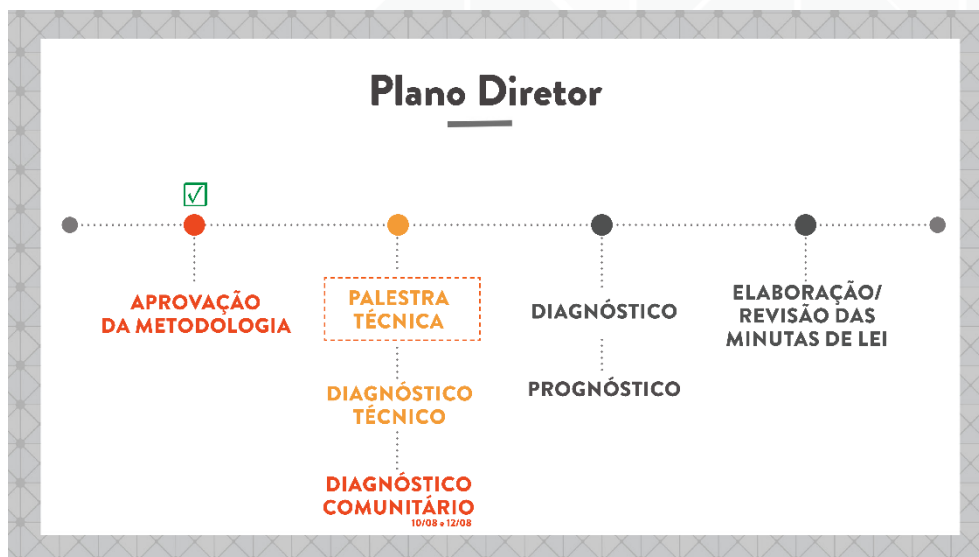 Plano Diretor
APROVAÇÃO
DA METODOLOGIA
PALESTRA
TÉCNICA
DIAGNÓSTICO
TÉCNICO
DIAGNÓSTICO
COMUNITÁRIO
10/08 e 12/08
DIAGNÓSTICO
PROGNÓSTICO
ELABORAÇÃO/
REVISÃO DAS
MINUTAS DE LEI